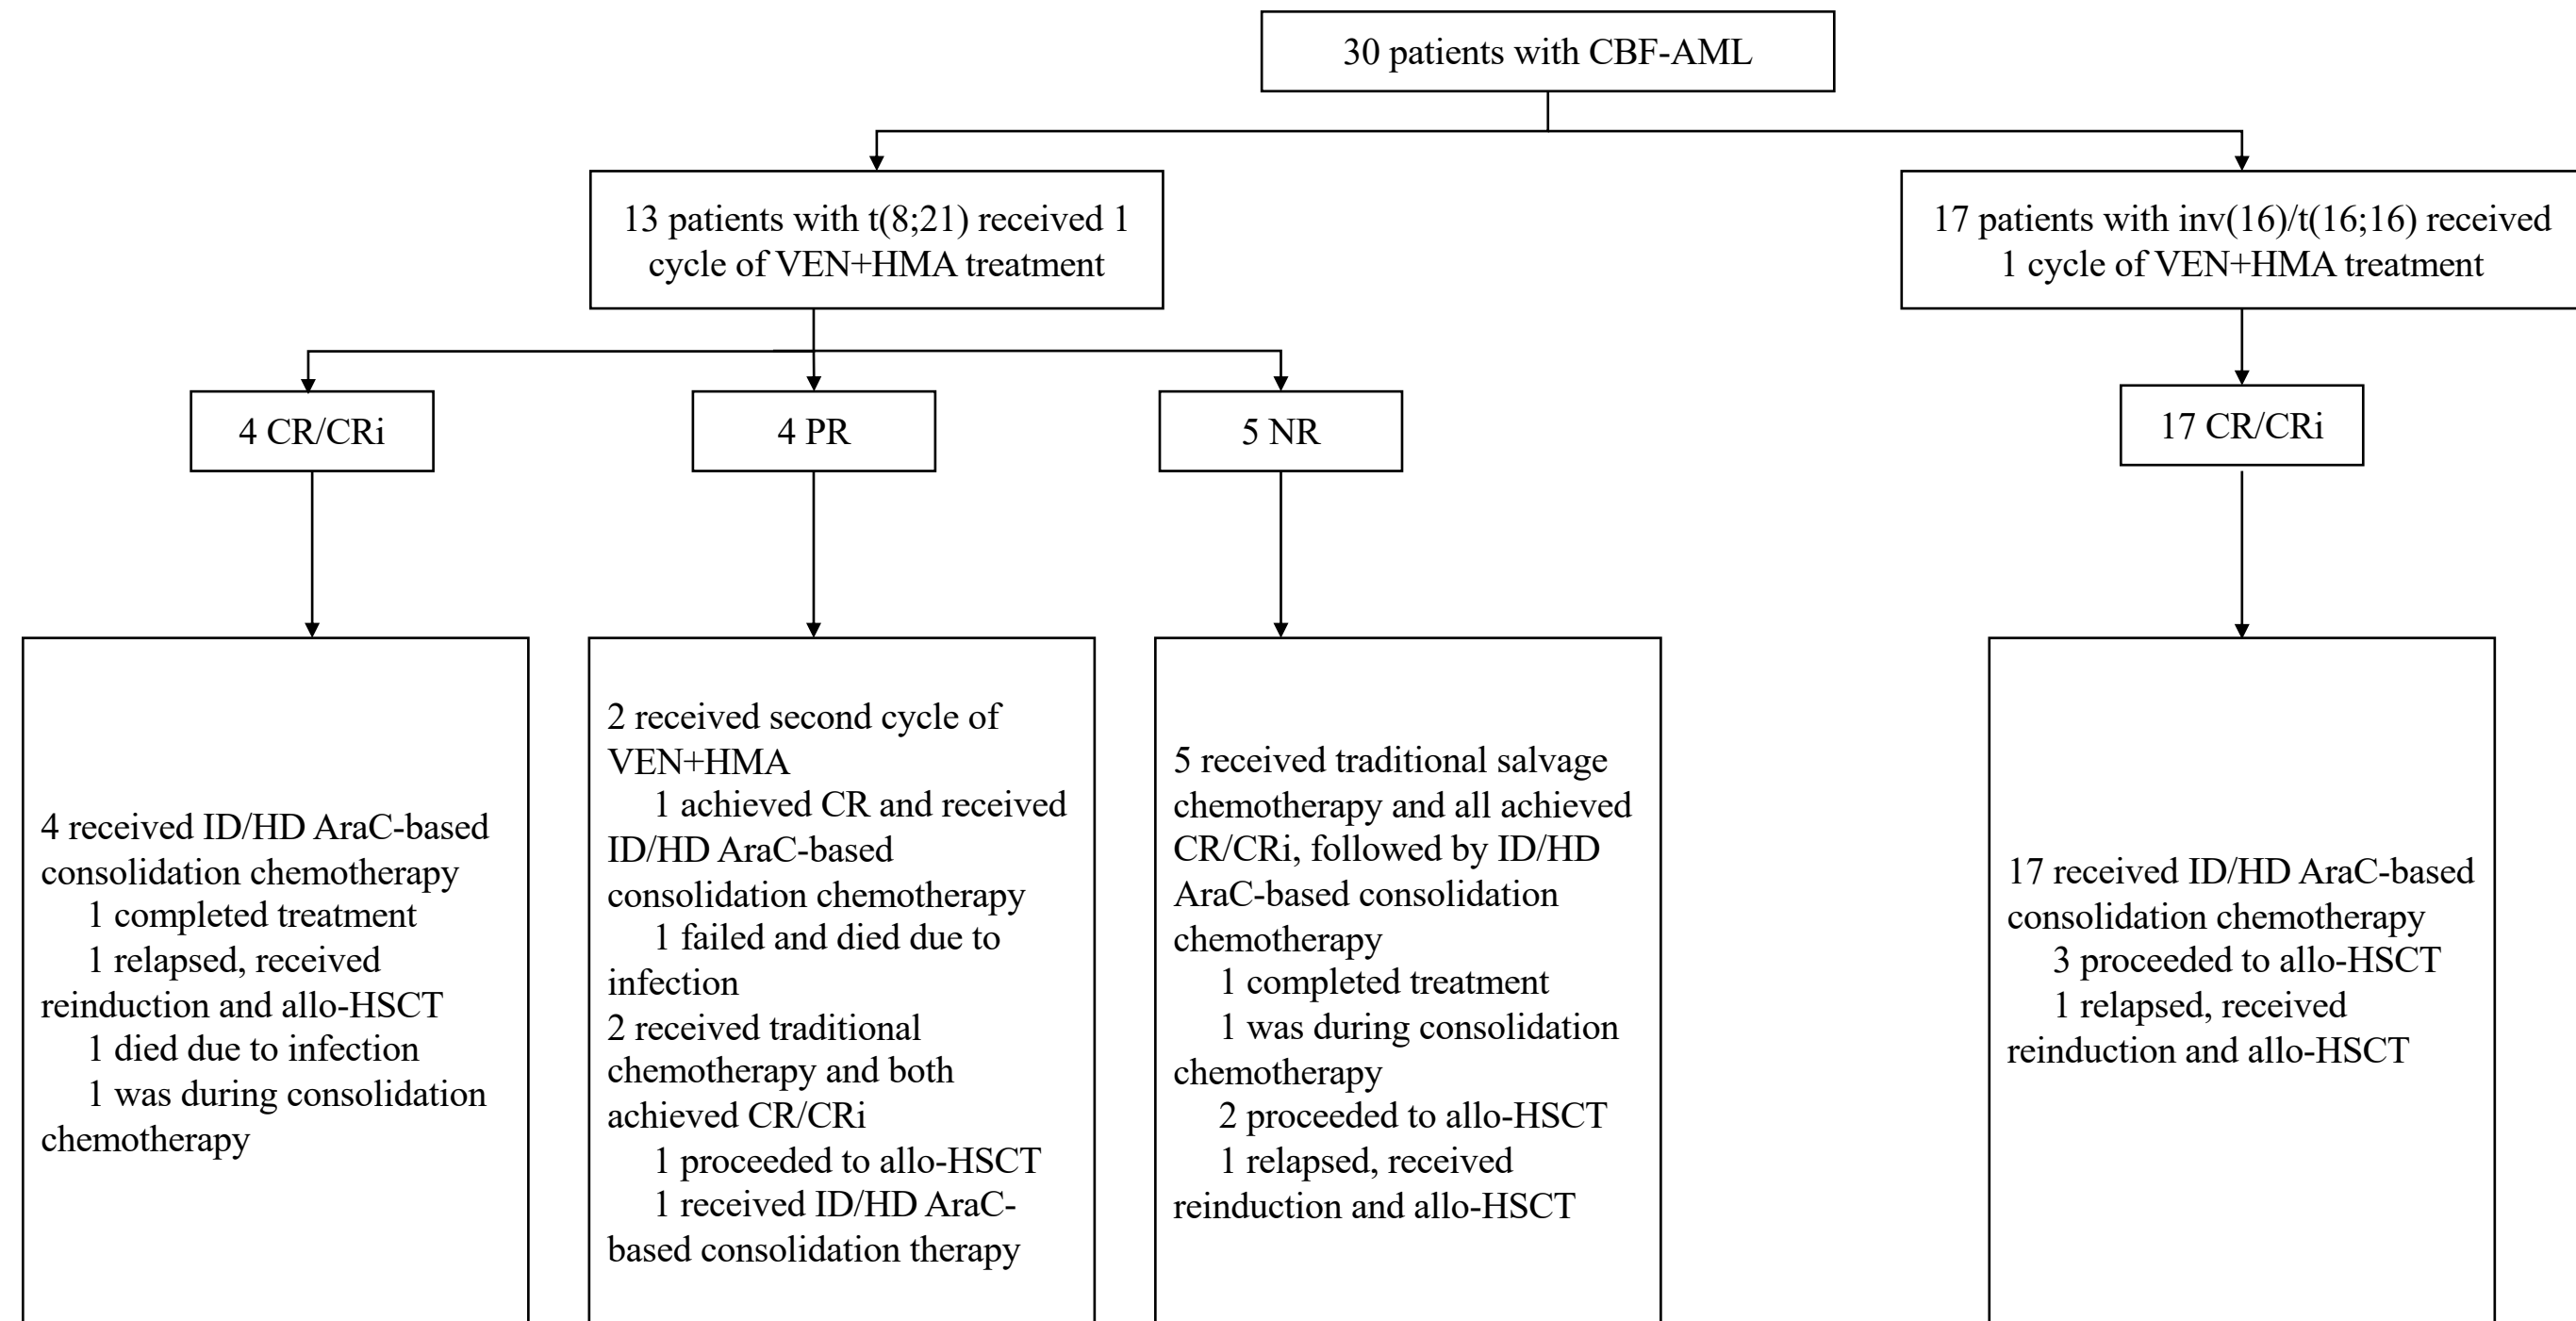 30 patients with CBF-AML
13 patients with t(8;21) received 1
cycle of VEN+HMA treatment
17 patients with inv(16)/t(16;16) received
1 cycle of VEN+HMA treatment
4 CR/CRi
4 PR
5 NR
17 CR/CRi
4 received ID/HD AraC-based
consolidation chemotherapy
1 completed treatment
1 relapsed, received
reinduction and allo-HSCT
1 died due to infection
1 was during consolidation
chemotherapy
2 received second cycle of
VEN+HMA
1 achieved CR and received
ID/HD AraC-based
consolidation chemotherapy
1 failed and died due to
infection
2 received traditional
chemotherapy and both
achieved CR/CRi
1 proceeded to allo-HSCT
1 received ID/HD AraC-
based consolidation therapy
5 received traditional salvage
chemotherapy and all achieved
CR/CRi, followed by ID/HD
AraC-based consolidation
chemotherapy
1 completed treatment
1 was during consolidation
chemotherapy
2 proceeded to allo-HSCT
1 relapsed, received
reinduction and allo-HSCT
17 received ID/HD AraC-based
consolidation chemotherapy
3 proceeded to allo-HSCT
1 relapsed, received
reinduction and allo-HSCT